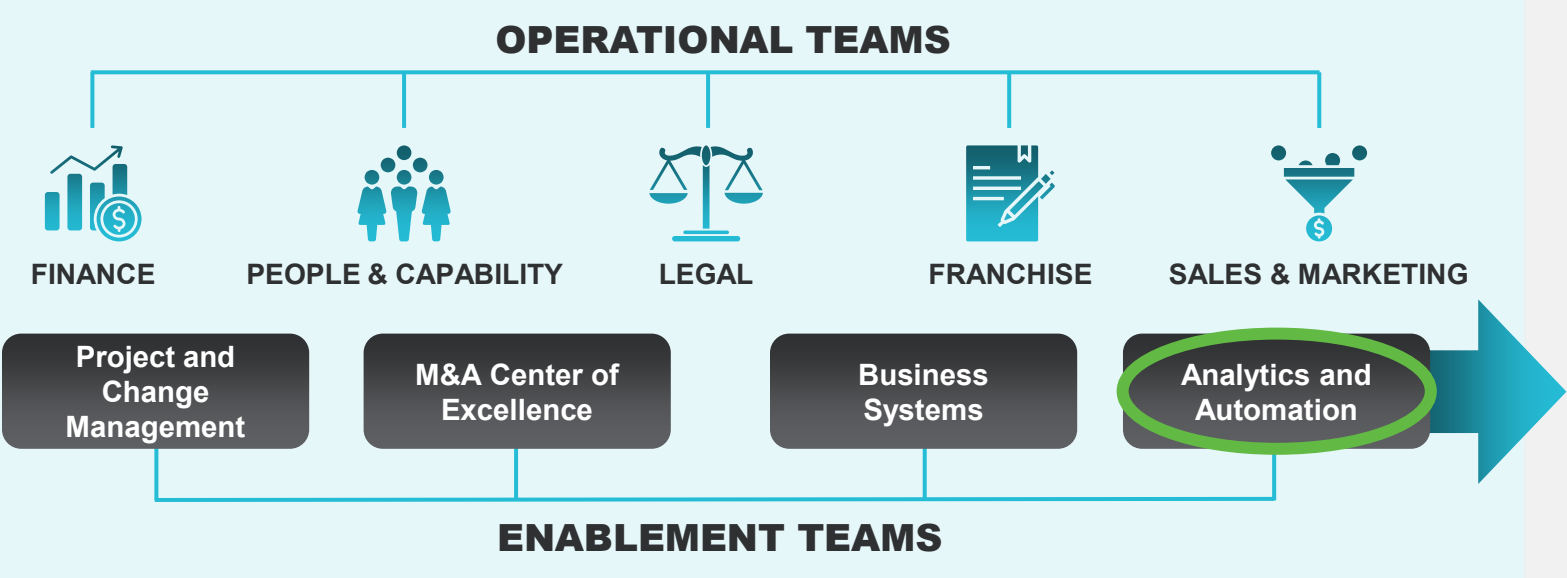 OPERATIONAL TEAMS
$
$
FINANCE
PEOPLE & CAPABILITY
LEGAL
FRANCHISE
SALES & MARKETING
Project and
Change
Management
M&A Center of
Excellence
Business
Systems
Analytics and
Automation
ENABLEMENT TEAMS